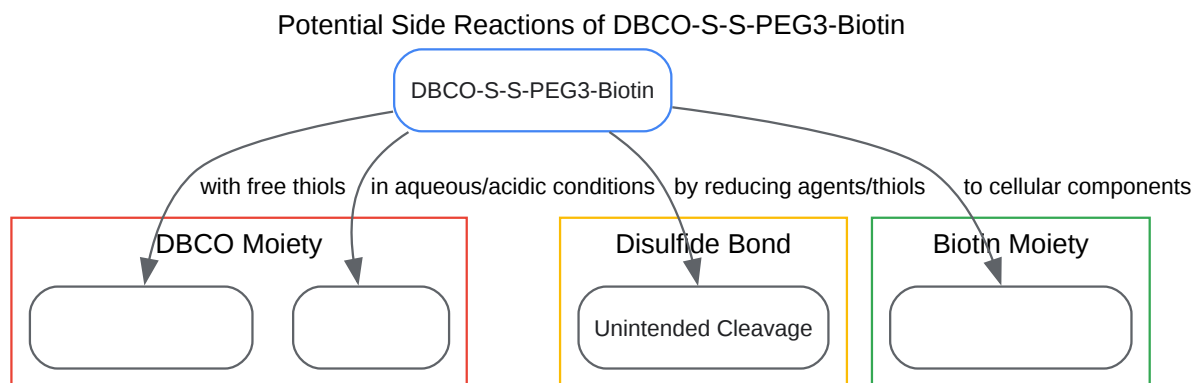 Potential Side Reactions of DBCO-S-S-PEG3-Biotin
DBCO-S-S-PEG3-Biotin
with free thiols
in aqueous/acidic conditions
by reducing agents/thiols
to cellular components
DBCO Moiety
Disulfide Bond
Biotin Moiety
Unintended Cleavage